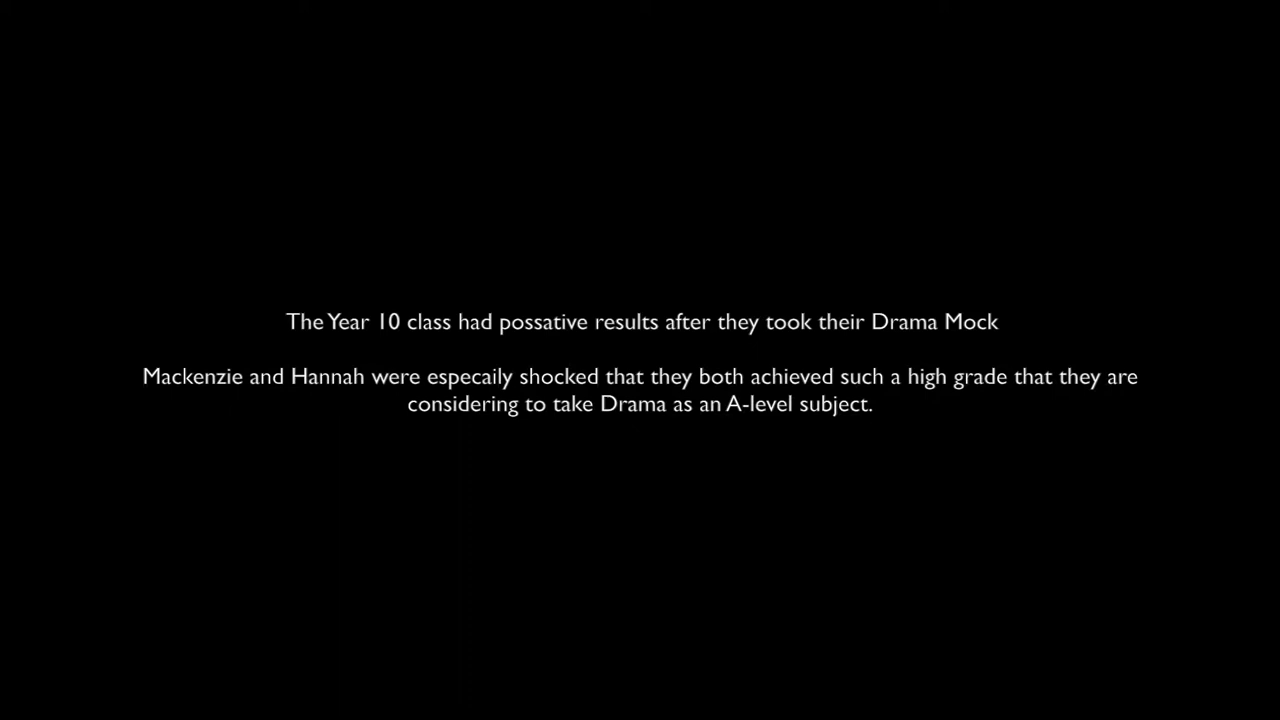 The Year 10 class had possative results after they took their Drama Mock
Mackenzie and Hannah were especaily shocked that they both achieved such a high grade that they are
considering to take Drama as an A-level subject.